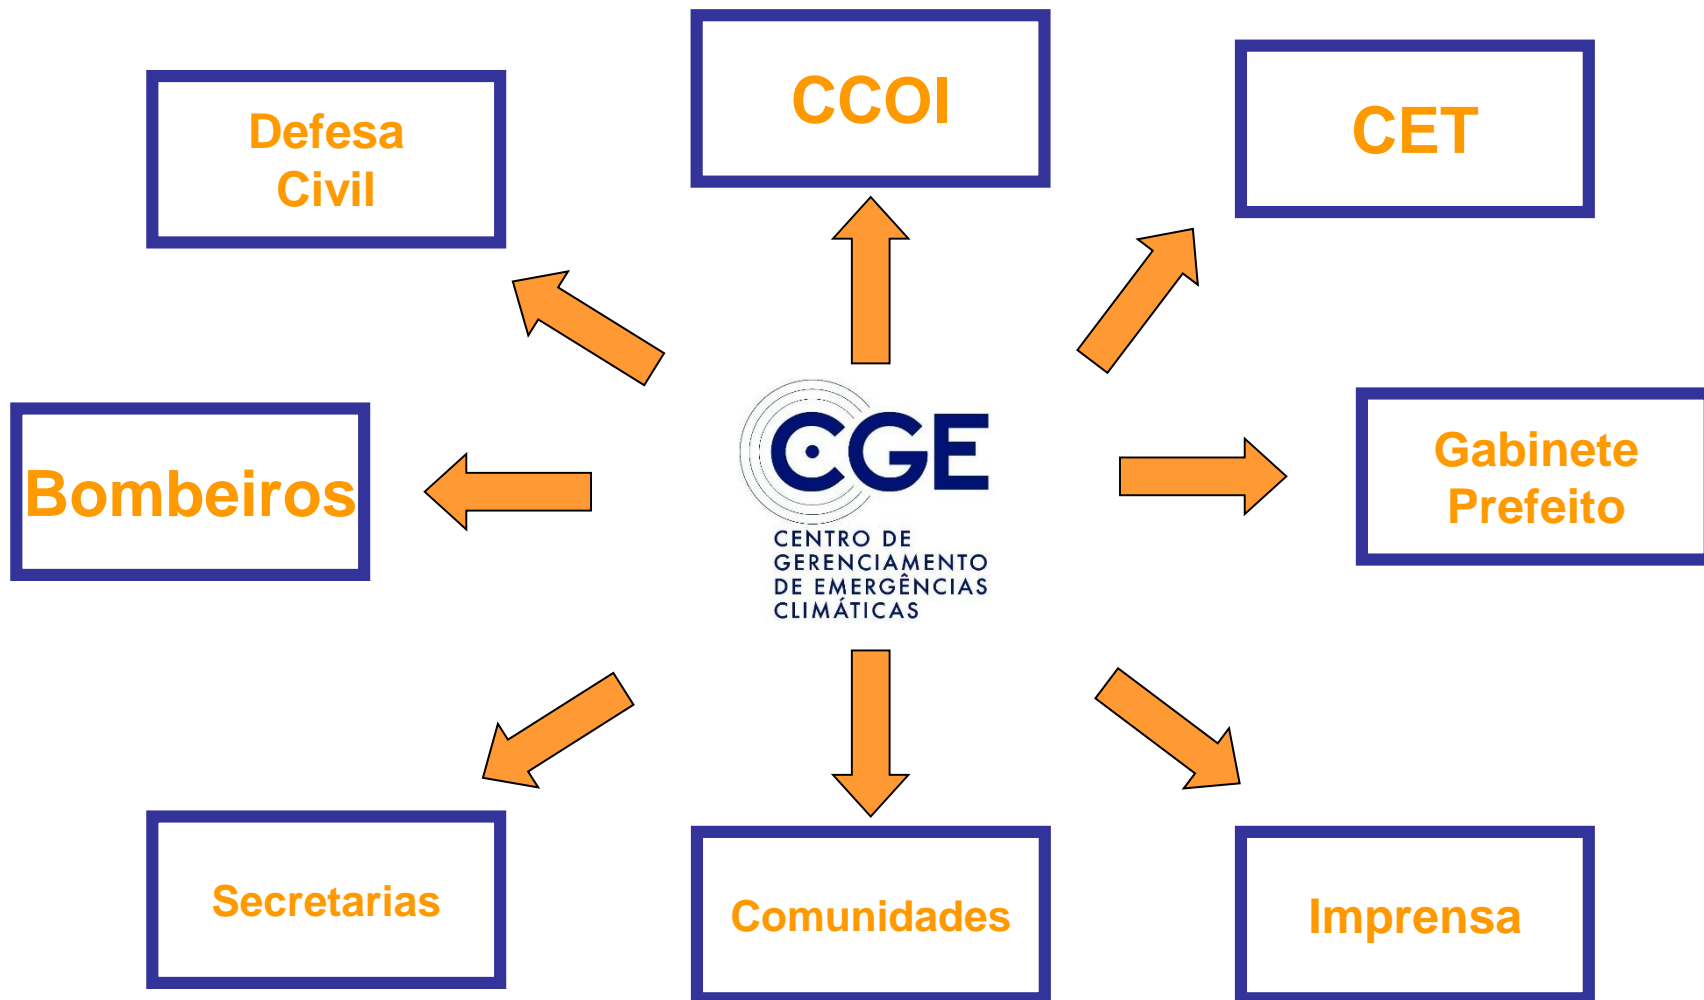 CCOI
CET
Defesa
Civil
Gabinete
Prefeito
Bombeiros
CGE
CENTRO DE
GERENCIAMENTO
DE EMERGÊNCIAS
CLIMÁTICAS
Secretarias
Comunidades
Imprensa